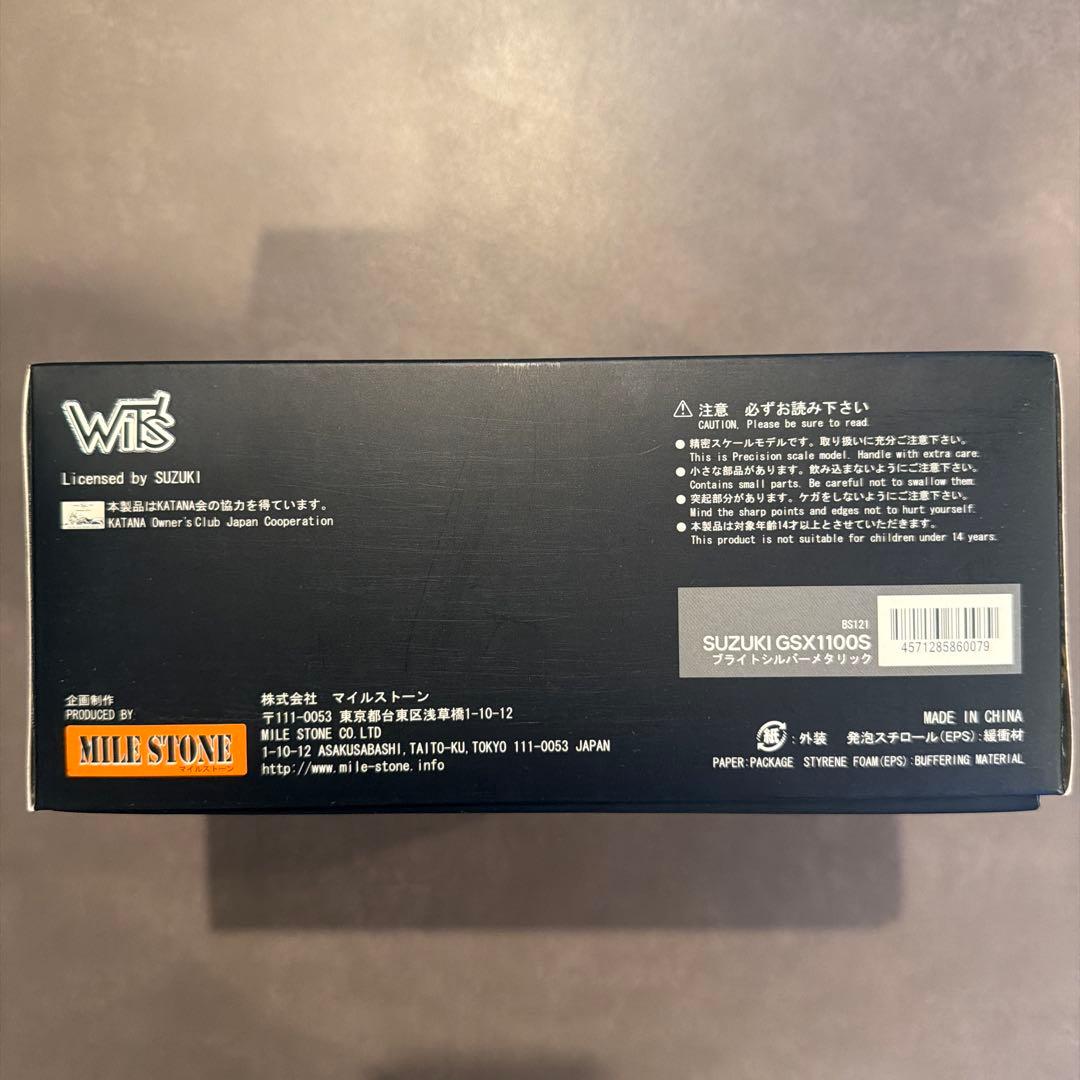 WiTs
Licensed by SUZUKI
本製品はKATANA会の協力を得ています。
KATANA Owner's Club Japan Cooperation
⚠ 注意 必ずお読み下さい
CAUTION, Please be sure to read.
● 精密スケールモデルです。取り扱いに充分ご注意下さい。
This is Precision scale model. Handle with extra care.
● 小さな部品があります。飲み込まないようにご注意下さい。
Contains small parts. Be careful not to swallow them.
● 突起部分があります。ケガをしないようにご注意下さい。
Mind the sharp points and edges not to hurt yourself.
● 本製品は対象年齢14才以上とさせていただきます。
This product is not suitable for children under 14 years.
BS121
SUZUKI GSX1100S
ブライトシルバーメタリック
4571285860079
企画制作
PRODUCED BY
MILE STONE
マイルストーン
株式会社 マイルストーン
〒111-0053 東京都台東区浅草橋1-10-12
MILE STONE CO.LTD
1-10-12 ASAKUSABASHI,TAITO-KU,TOKYO 111-0053 JAPAN
http://www.mile-stone.info
MADE IN CHINA
紙:外装 発泡スチロール(EPS):緩衝材
PAPER:PACKAGE STYRENE FOAM(EPS):BUFFERING MATERIAL